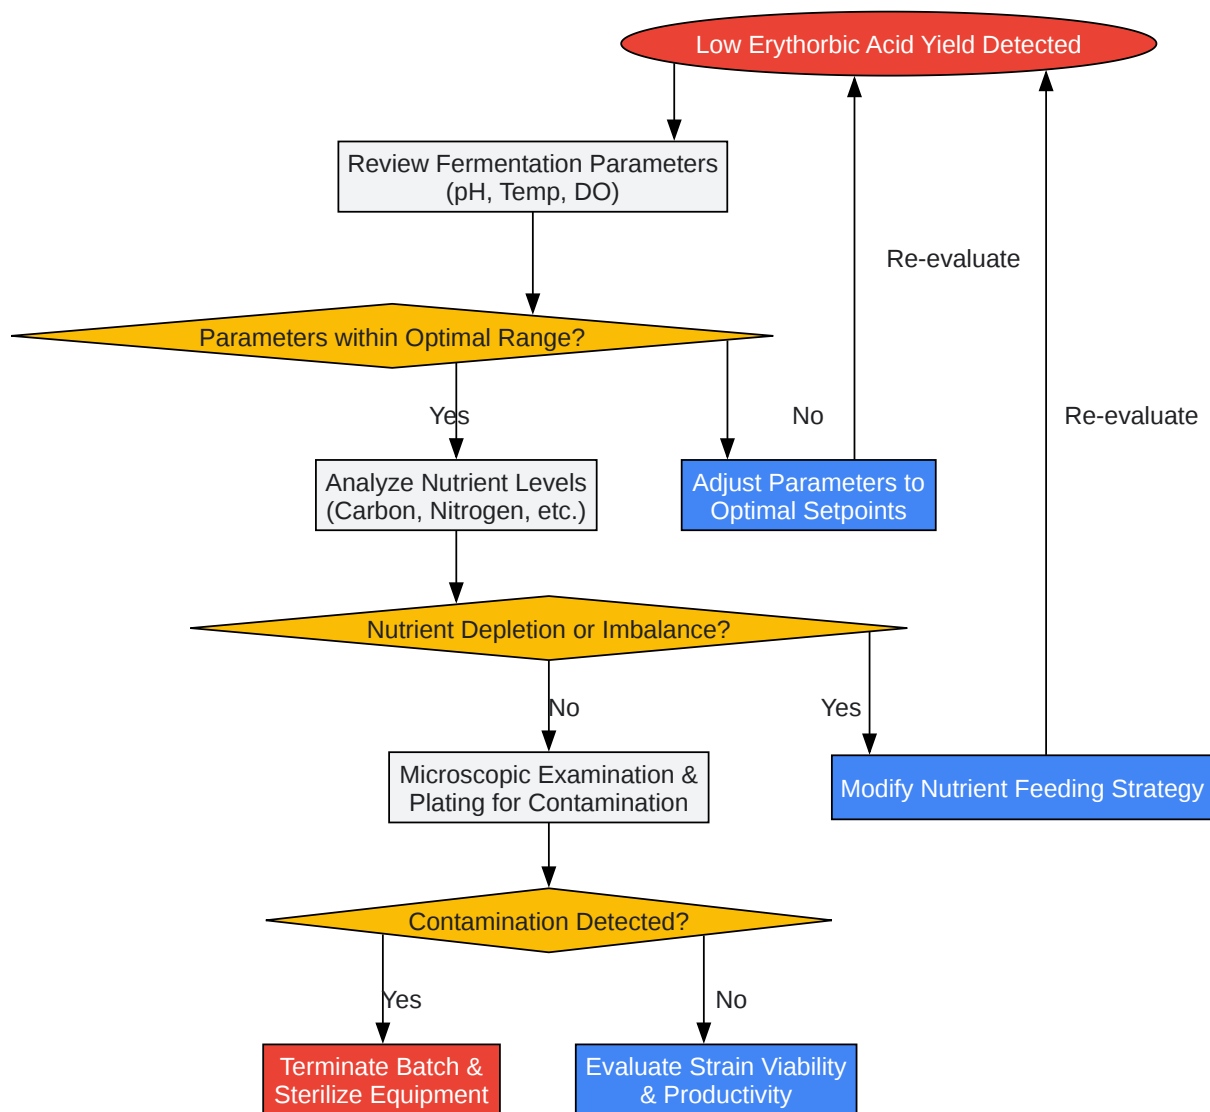 Low Erythorbic Acid Yield Detected
Review Fermentation Parameters
(pH, Temp, DO)
Re-evaluate
Parameters within Optimal Range?
Yes
No
Re-evaluate
Analyze Nutrient Levels
(Carbon, Nitrogen, etc.)
Adjust Parameters to
Optimal Setpoints
Nutrient Depletion or Imbalance?
No
Yes
Microscopic Examination &
Plating for Contamination
Modify Nutrient Feeding Strategy
Contamination Detected?
Yes
No
Terminate Batch &
Sterilize Equipment
Evaluate Strain Viability
& Productivity